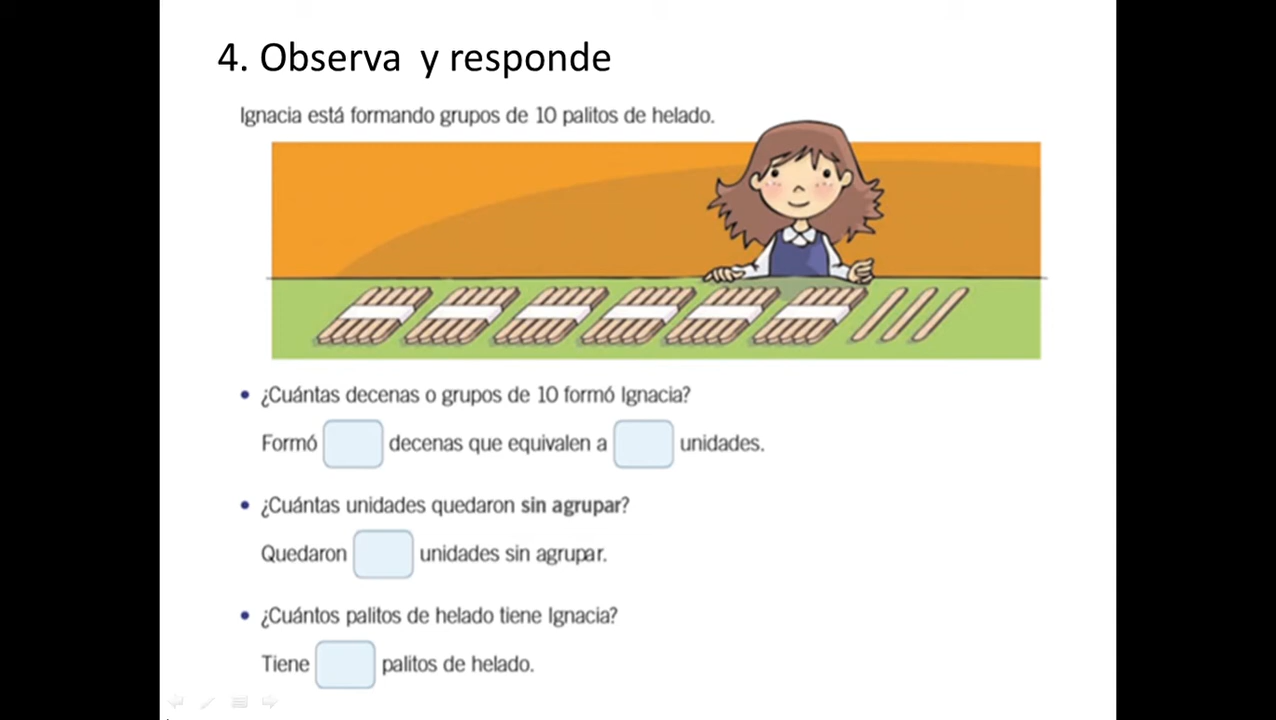 4. Observa y responde
Ignacia está formando grupos de 10 palitos de helado.
• ¿Cuántas decenas o grupos de 10 formó Ignacia?
Formó decenas que equivalen a unidades.
• ¿Cuántas unidades quedaron sin agrupar?
Quedaron unidades sin agrupar.
• ¿Cuántos palitos de helado tiene Ignacia?
Tiene palitos de helado.